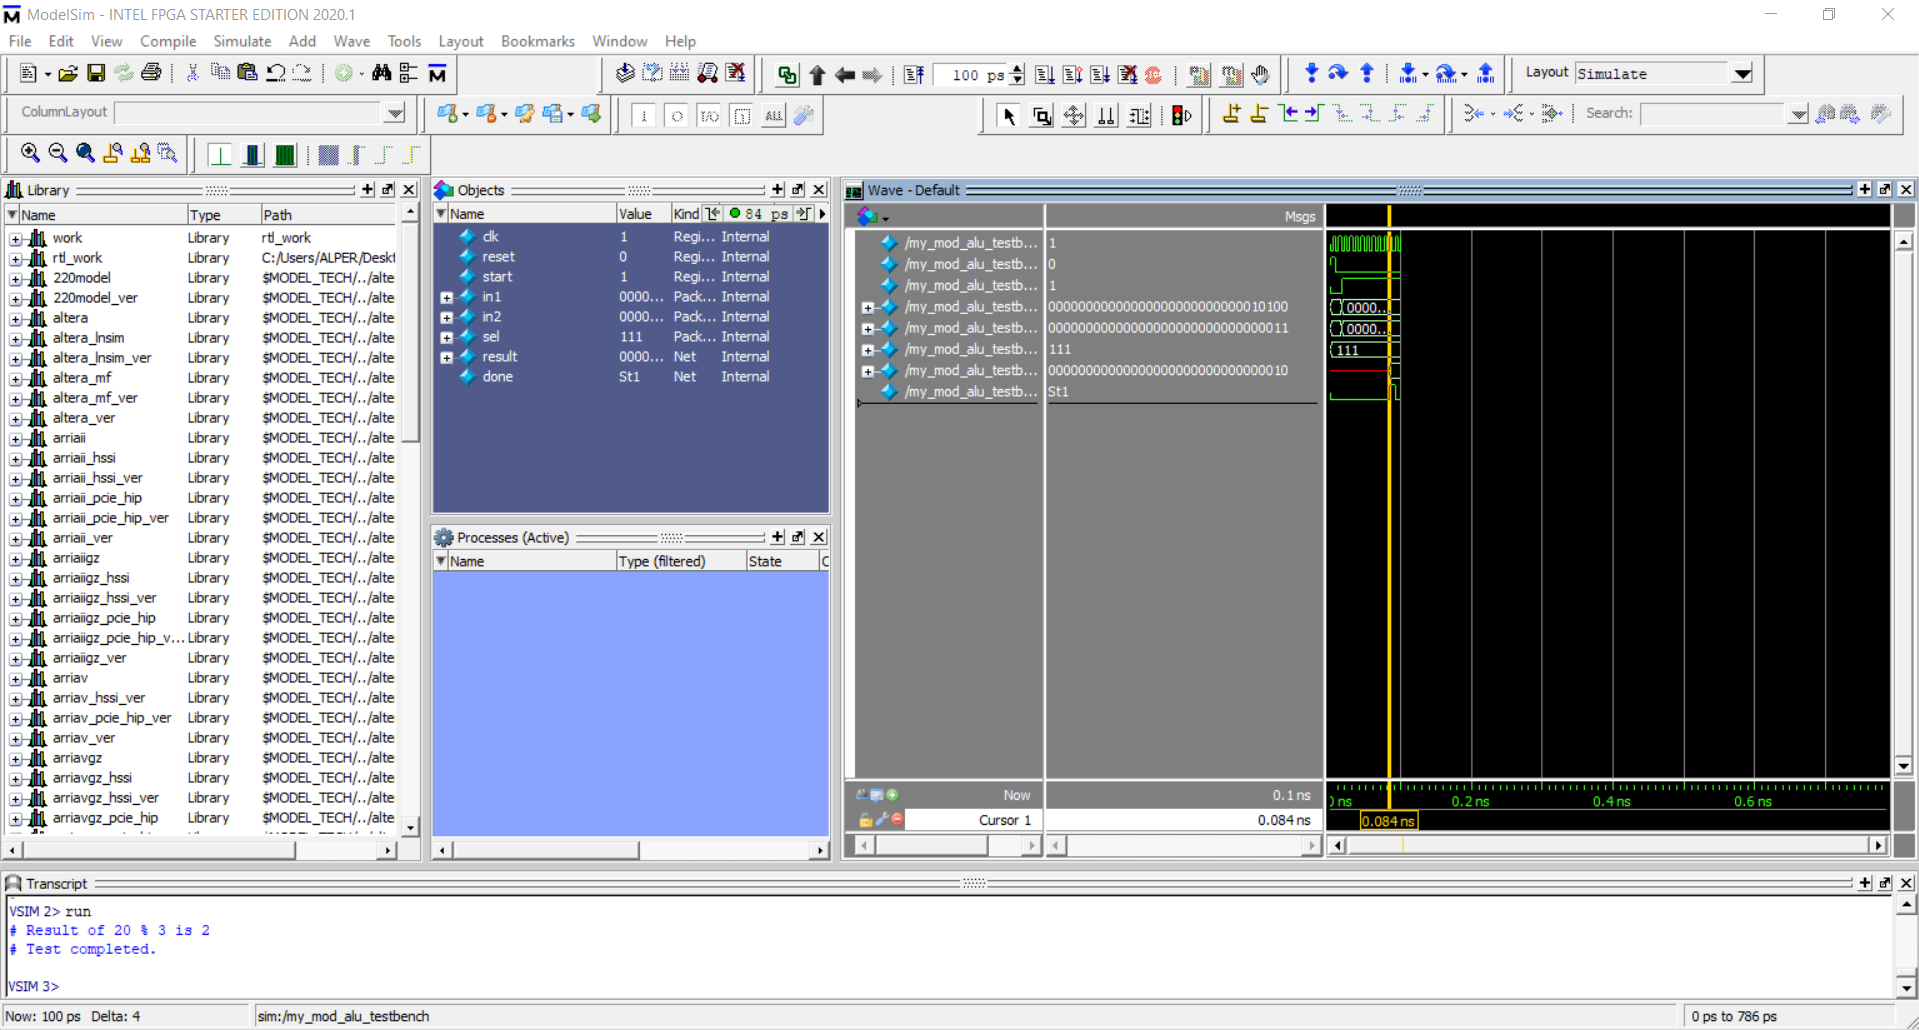 ModelSim - INTEL FPGA STARTER EDITION 2020.1
File Edit View Compile Simulate Add Wave Tools Layout Bookmarks Window Help
100 ps
Layout Simulate
ColumnLayout
Search:
Library
Name Type Path
work Library rtl_work
rtl_work Library C:/Users/ALPER/Deskt
220model Library $MODEL_TECH/../alte
220model_ver Library $MODEL_TECH/../alte
altera Library $MODEL_TECH/../alte
altera_lnsim Library $MODEL_TECH/../alte
altera_lnsim_ver Library $MODEL_TECH/../alte
altera_mf Library $MODEL_TECH/../alte
altera_mf_ver Library $MODEL_TECH/../alte
altera_ver Library $MODEL_TECH/../alte
arriaii Library $MODEL_TECH/../alte
arriaii_hssi Library $MODEL_TECH/../alte
arriaii_hssi_ver Library $MODEL_TECH/../alte
arriaii_pcie_hip Library $MODEL_TECH/../alte
arriaii_pcie_hip_ver Library $MODEL_TECH/../alte
arriaii_ver Library $MODEL_TECH/../alte
arriaiigz Library $MODEL_TECH/../alte
arriaiigz_hssi Library $MODEL_TECH/../alte
arriaiigz_hssi_ver Library $MODEL_TECH/../alte
arriaiigz_pcie_hip Library $MODEL_TECH/../alte
arriaiigz_pcie_hip_v... Library $MODEL_TECH/../alte
arriaiigz_ver Library $MODEL_TECH/../alte
arriav Library $MODEL_TECH/../alte
arriav_hssi_ver Library $MODEL_TECH/../alte
arriav_pcie_hip_ver Library $MODEL_TECH/../alte
arriav_ver Library $MODEL_TECH/../alte
arriavgz Library $MODEL_TECH/../alte
arriavgz_hssi Library $MODEL_TECH/../alte
arriavgz_hssi_ver Library $MODEL_TECH/../alte
arriavgz_pcie_hip Library $MODEL_TECH/../alte
Objects
Name Value Kind 84 ps
clk 1 Regi... Internal
reset 0 Regi... Internal
start 1 Regi... Internal
in1 0000... Pack... Internal
in2 0000... Pack... Internal
sel 111 Pack... Internal
result 0000... Net Internal
done St1 Net Internal
Processes (Active)
Name Type (filtered) State
Wave - Default
Msgs
/my_mod_alu_testb... 1
/my_mod_alu_testb... 0
/my_mod_alu_testb... 1
/my_mod_alu_testb... 00000000000000000000000000010100 0000...
/my_mod_alu_testb... 00000000000000000000000000000011 0000...
/my_mod_alu_testb... 111 111
/my_mod_alu_testb... 00000000000000000000000000000010
/my_mod_alu_testb... St1
Now 0.1 ns ns 0.2 ns 0.4 ns 0.6 ns
Cursor 1 0.084 ns 0.084 ns
Transcript
VSIM 2> run
# Result of 20 % 3 is 2
# Test completed.
VSIM 3>
Now: 100 ps Delta: 4 sim:/my_mod_alu_testbench 0 ps to 786 ps